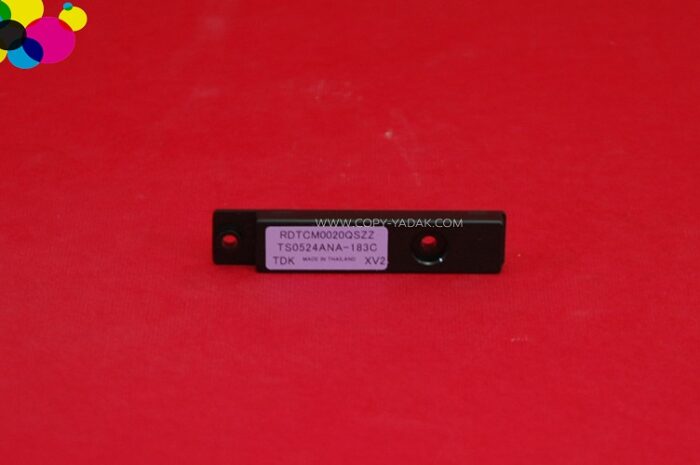 WWW.COPY-YADAK.COM
RDTCM0020QSZZ
TS0524ANA-183C
TDK MADE IN THAILAND XV2